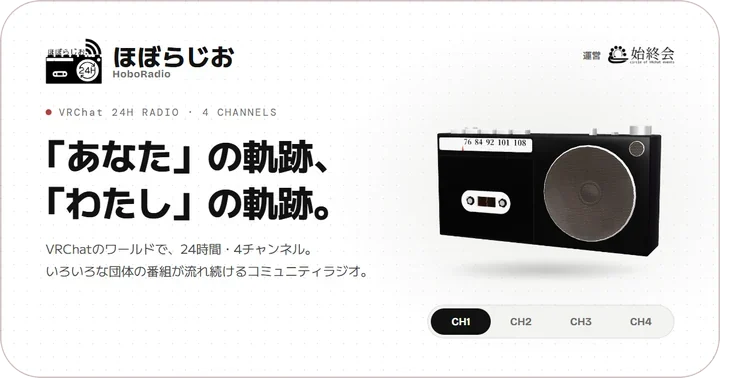 ほぼらじお
24H
ほぼらじお
HoboRadio
運営
始終会
VRChat 24H RADIO · 4 CHANNELS
「あなた」の軌跡、
「わたし」の軌跡。
VRChatのワールドで、24時間・4チャンネル。
いろいろな団体の番組が流れ続けるコミュニティラジオ。
76 84 92 101 108
CH1
CH2
CH3
CH4